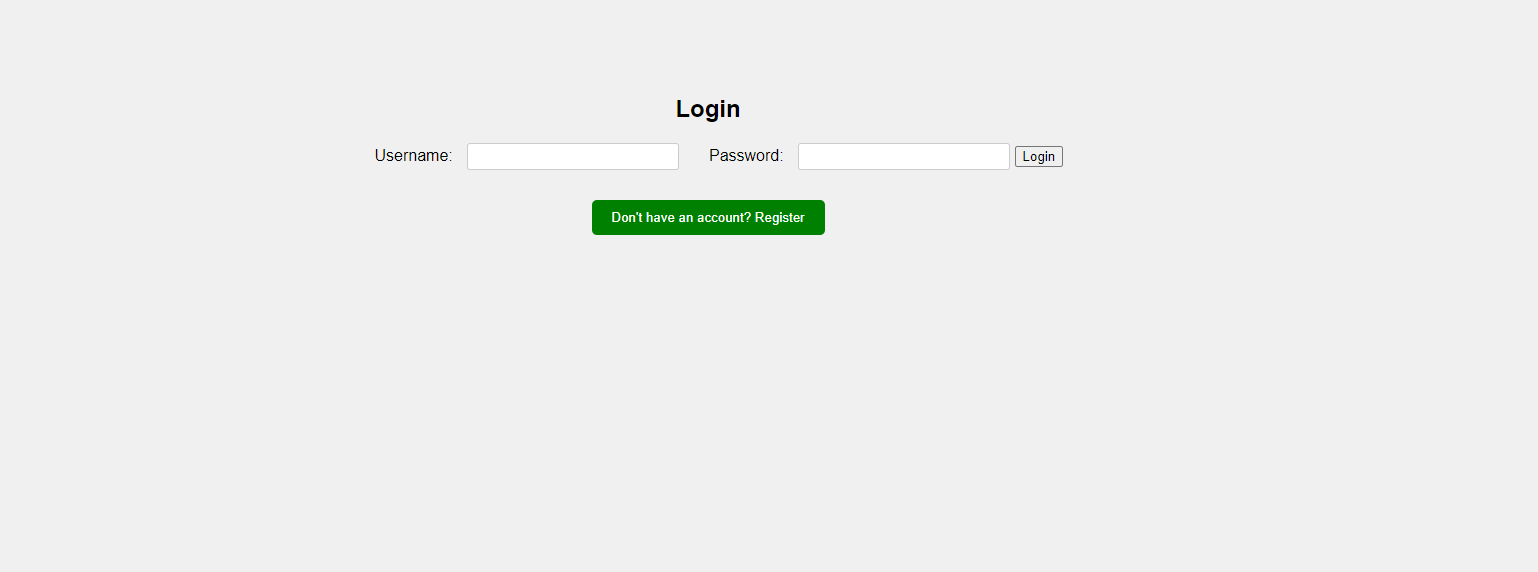 Login
Username: Password: Login
Don't have an account? Register